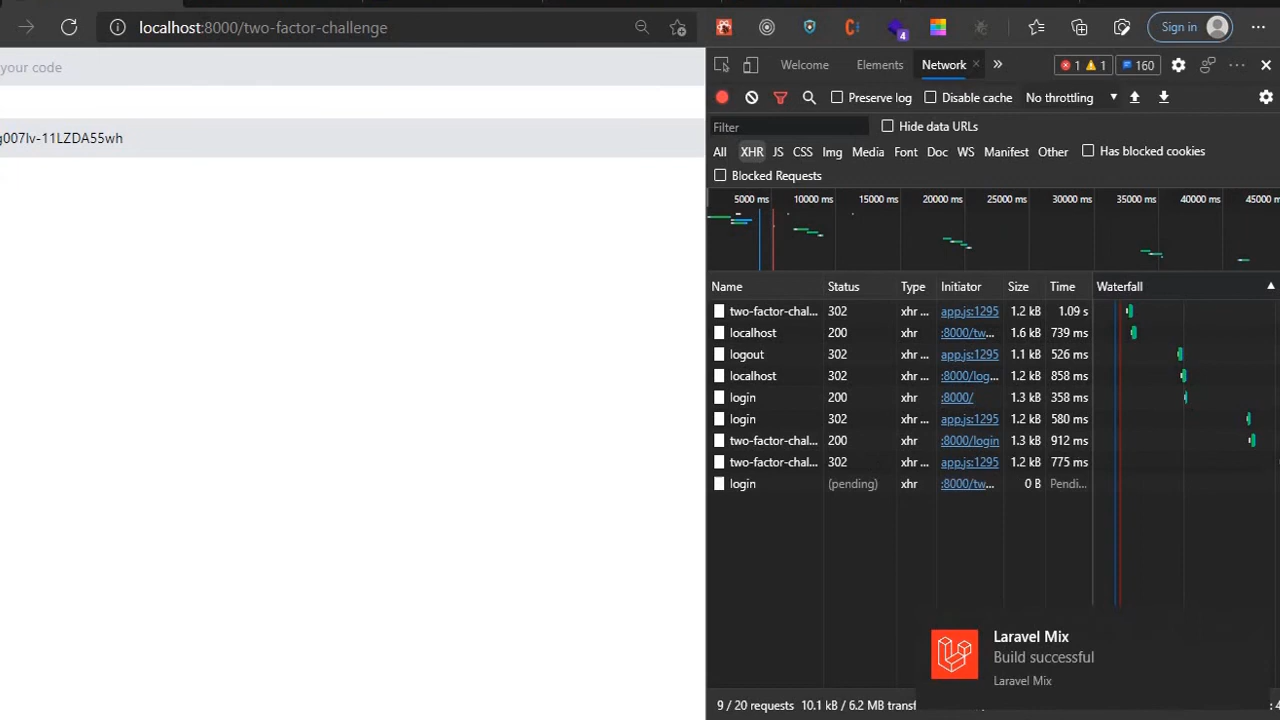 localhost:8000/two-factor-challenge
4
Sign in
your code
g007lv-11LZDA55wh
Welcome
Elements
Network
1
1
160
Preserve log
Disable cache
No throttling
Filter
Hide data URLs
All
XHR
JS
CSS
Img
Media
Font
Doc
WS
Manifest
Other
Has blocked cookies
Blocked Requests
5000 ms
10000 ms
15000 ms
20000 ms
25000 ms
30000 ms
35000 ms
40000 ms
45000 m
Name Status Type Initiator Size Time Waterfall
two-factor-chal... 302 xhr ... app.js:1295 1.2 kB 1.09 s
localhost 200 xhr :8000/tw... 1.6 kB 739 ms
logout 302 xhr ... app.js:1295 1.1 kB 526 ms
localhost 302 xhr ... :8000/log... 1.2 kB 858 ms
login 200 xhr :8000/ 1.3 kB 358 ms
login 302 xhr ... app.js:1295 1.2 kB 580 ms
two-factor-chal... 200 xhr :8000/login 1.3 kB 912 ms
two-factor-chal... 302 xhr ... app.js:1295 1.2 kB 775 ms
login (pending) xhr :8000/tw... 0 B Pendi...
Laravel Mix
Build successful
Laravel Mix
9 / 20 requests
10.1 kB / 6.2 MB transf